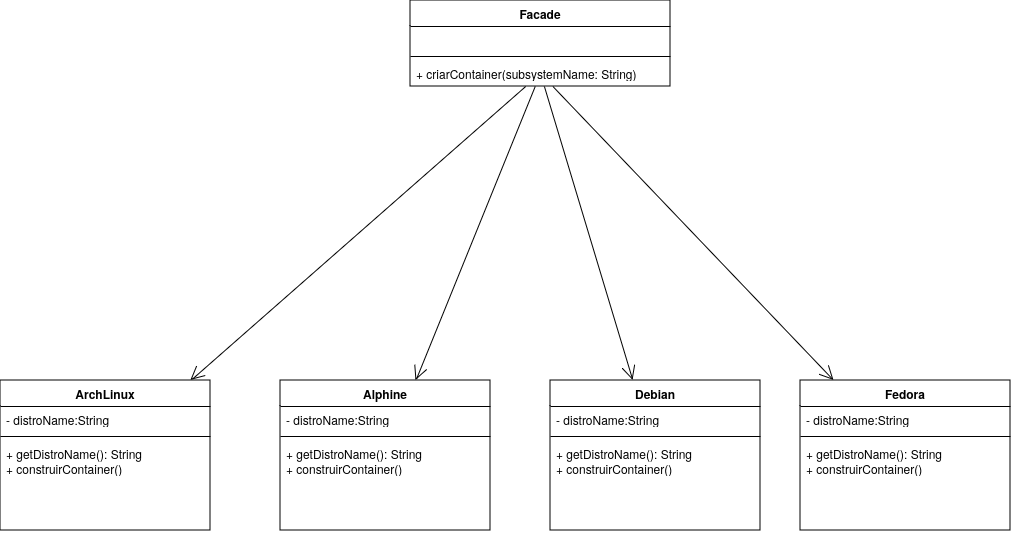 Facade
+ criarContainer(subsystemName: String)
ArchLinux
- distroName:String
+ getDistroName(): String
+ construirContainer()
Alphine
- distroName:String
+ getDistroName(): String
+ construirContainer()
Debian
- distroName:String
+ getDistroName(): String
+ construirContainer()
Fedora
- distroName:String
+ getDistroName(): String
+ construirContainer()